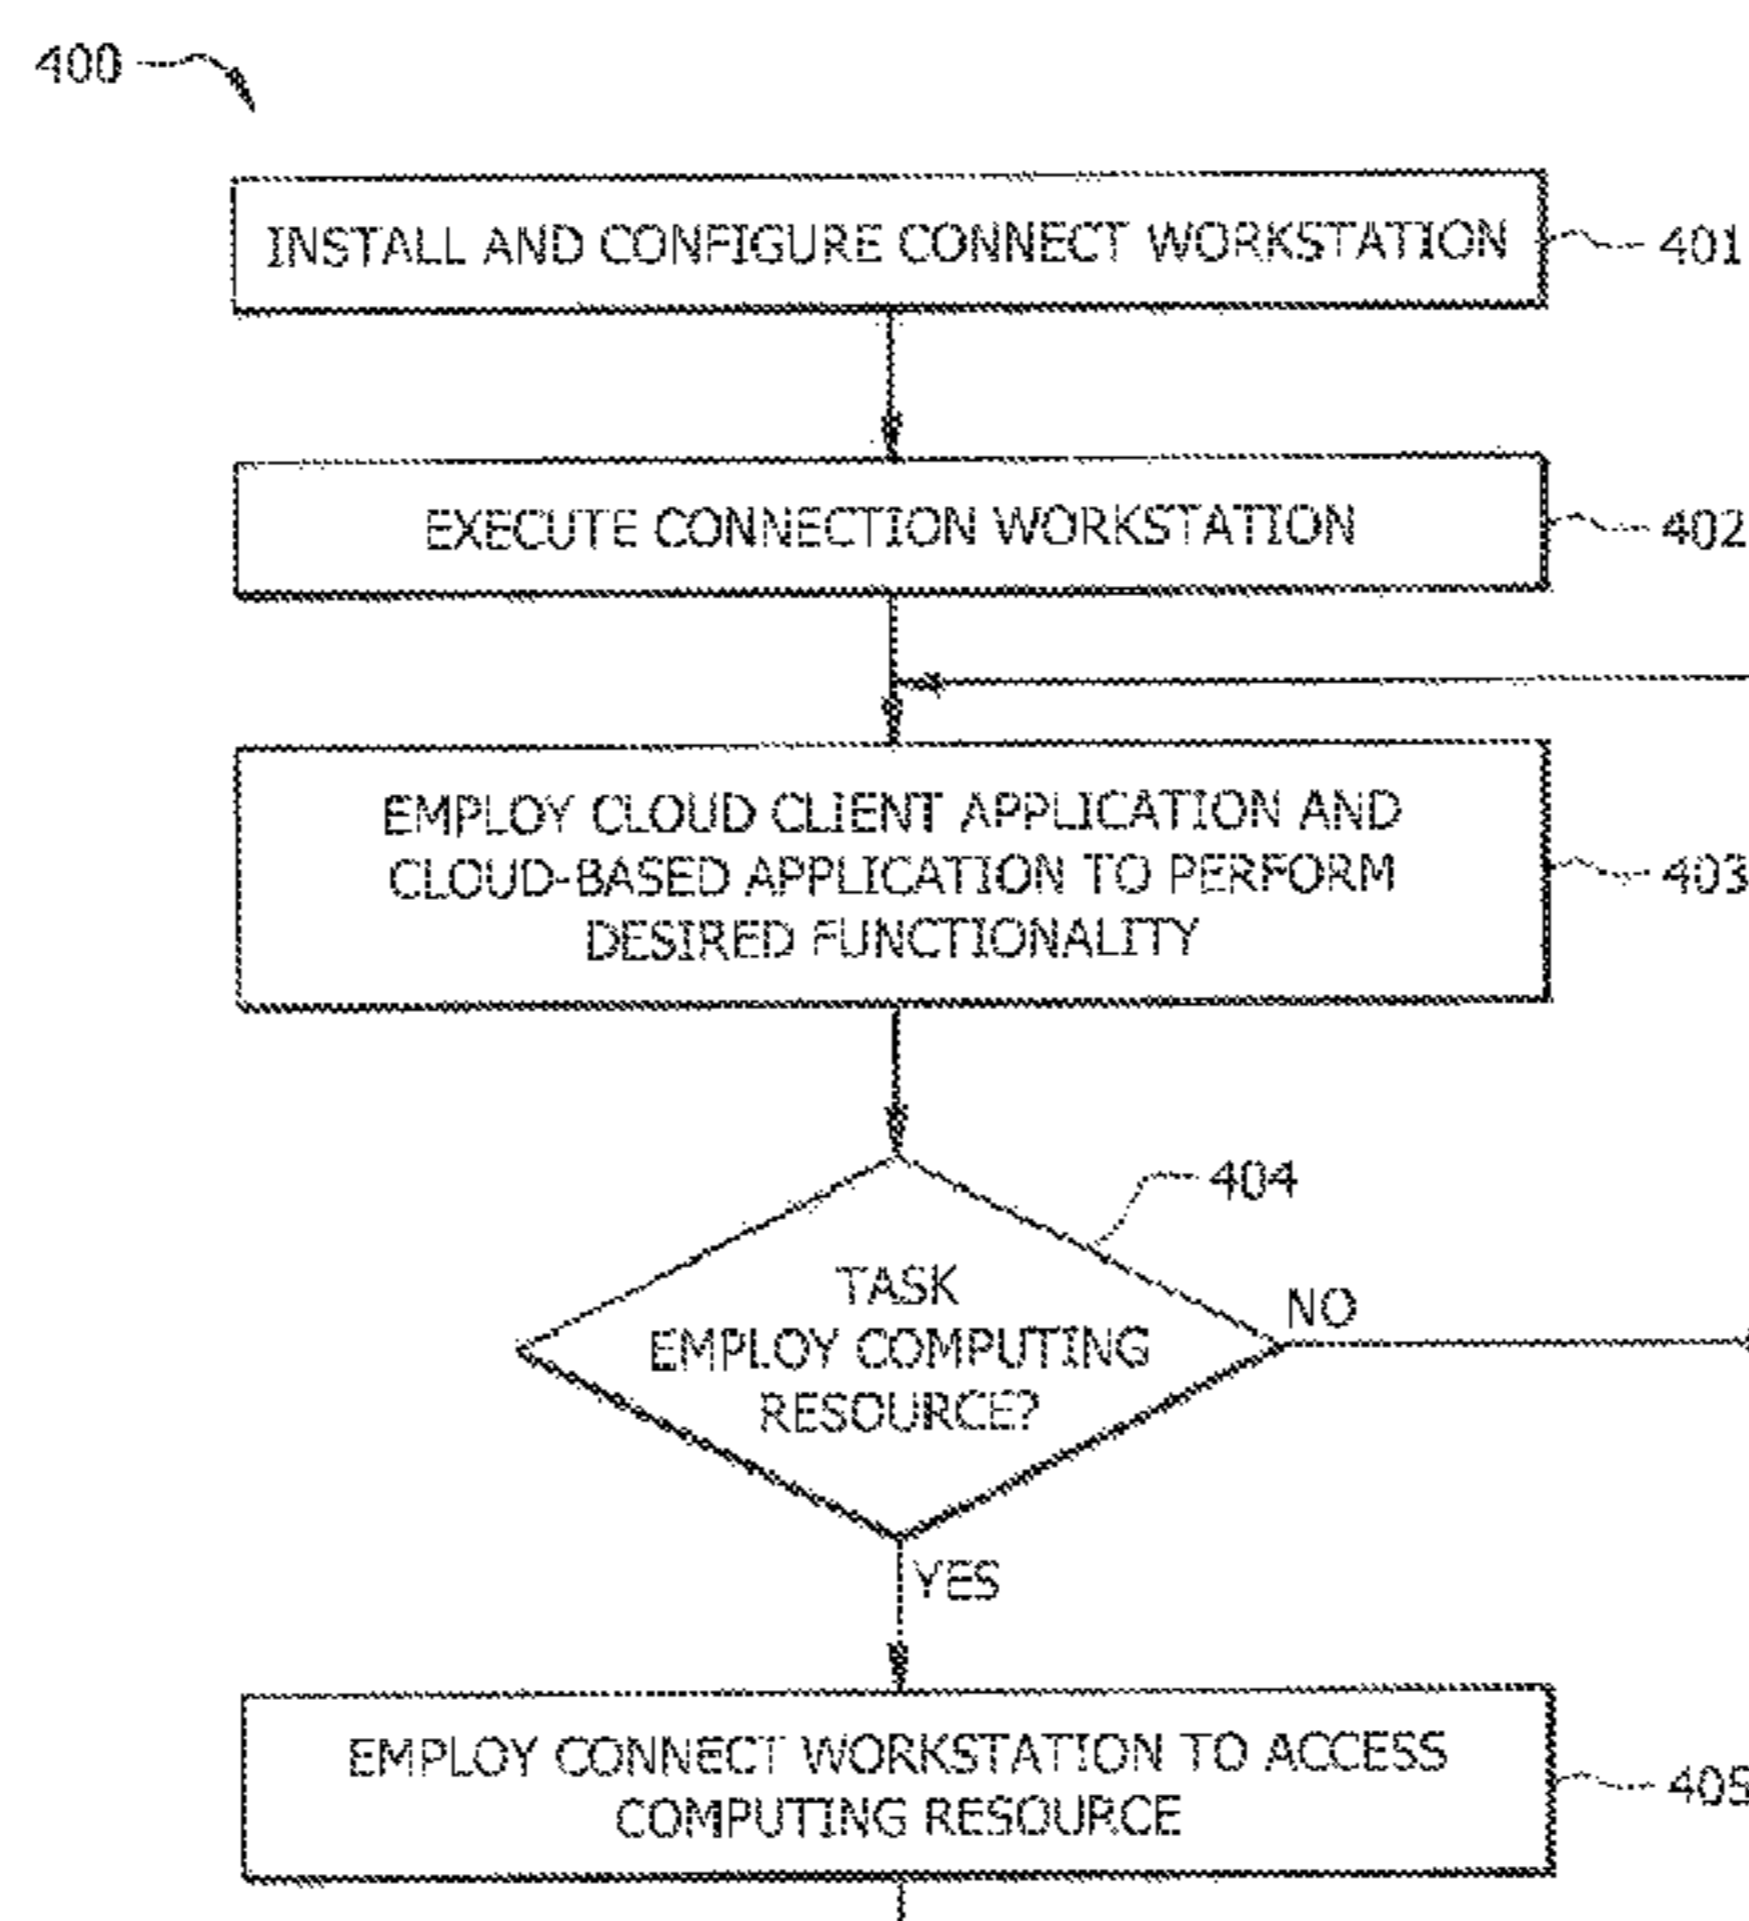 400
INSTALL AND CONFIGURE CONNECT WORKSTATION
401
EXECUTE CONNECTION WORKSTATION
402
EMPLOY CLOUD CLIENT APPLICATION AND
CLOUD-BASED APPLICATION TO PERFORM
DESIRED FUNCTIONALITY
403
404
TASK
EMPLOY COMPUTING
RESOURCE?
NO
YES
EMPLOY CONNECT WORKSTATION TO ACCESS
COMPUTING RESOURCE
405